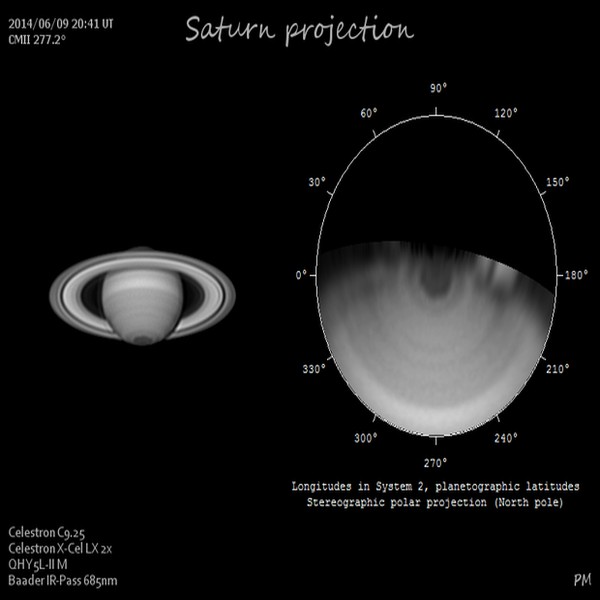 2014/06/09 20:41 UT
CMII 277.2°
Saturn projection
90°
60°
120°
30°
150°
0°
180°
330°
210°
300°
240°
270°
Longitudes in System 2, planetographic latitudes
Stereographic polar projection (North pole)
Celestron C9.25
Celestron X-Cel LX 2x
QHY5L-II M
Baader IR-Pass 685nm
PM